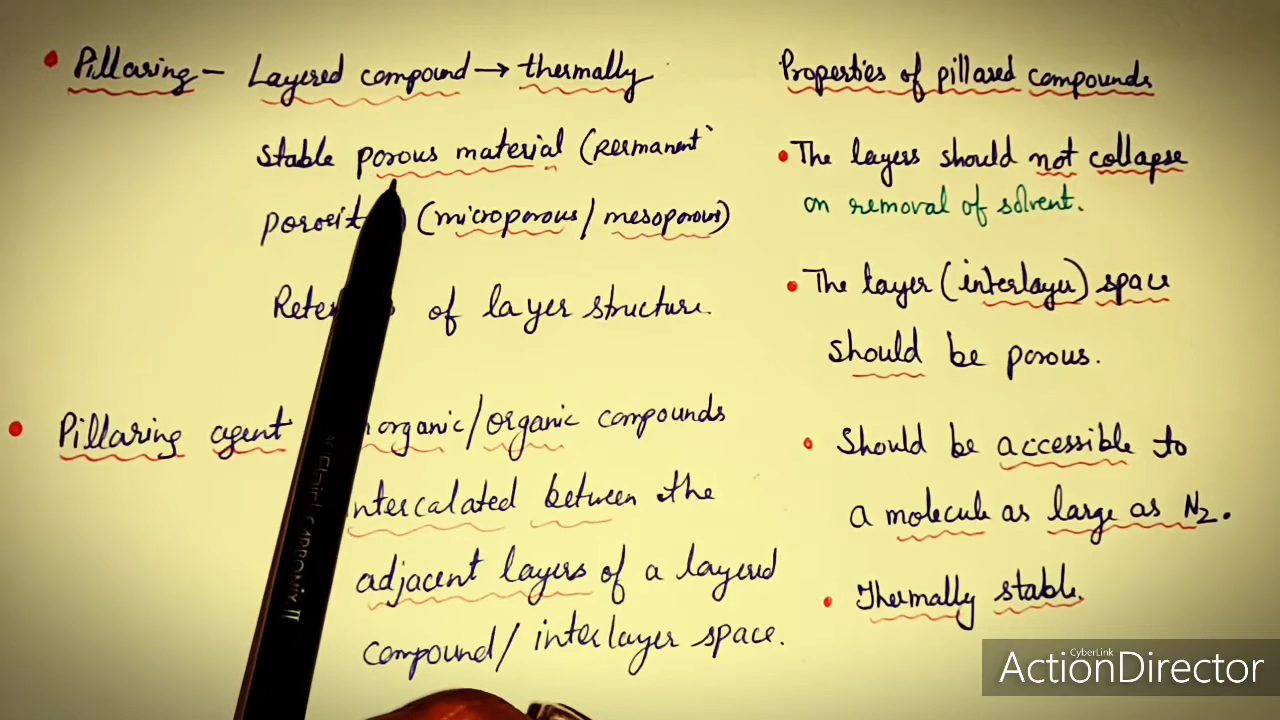 Pillaring – Layered compound → thermally
stable porous material (Permanent
(microporous / mesoporous)
of layer structure.
Pillaring agent organic/organic compounds
intercalated between the
adjacent layers of a layered
compound/ interlayer space.
Properties of pillared compounds
The layers should not collapse
on removal of solvent.
The layer (interlayer) space
should be porous.
Should be accessible to
a molecule as large as N2.
Thermally stable.
CyberLink
ActionDirector